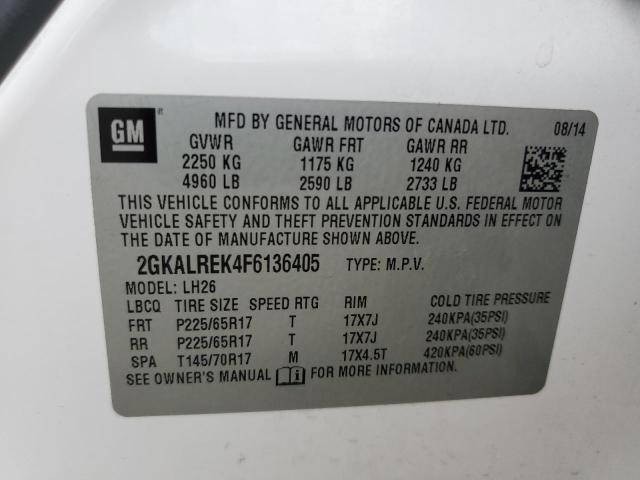 GM
MFD BY GENERAL MOTORS OF CANADA LTD. 08/14
GVWR GAWR FRT GAWR RR
2250 KG 1175 KG 1240 KG
4960 LB 2590 LB 2733 LB
THIS VEHICLE CONFORMS TO ALL APPLICABLE U.S. FEDERAL MOTOR
VEHICLE SAFETY AND THEFT PREVENTION STANDARDS IN EFFECT ON
THE DATE OF MANUFACTURE SHOWN ABOVE.
2GKALREK4F6136405 TYPE: M.P.V.
MODEL: LH26
LBCQ TIRE SIZE SPEED RTG RIM COLD TIRE PRESSURE
FRT P225/65R17 T 17X7J 240KPA(35PSI)
RR P225/65R17 T 17X7J 240KPA(35PSI)
SPA T145/70R17 M 17X4.5T 420KPA(60PSI)
SEE OWNER'S MANUAL FOR MORE INFORMATION